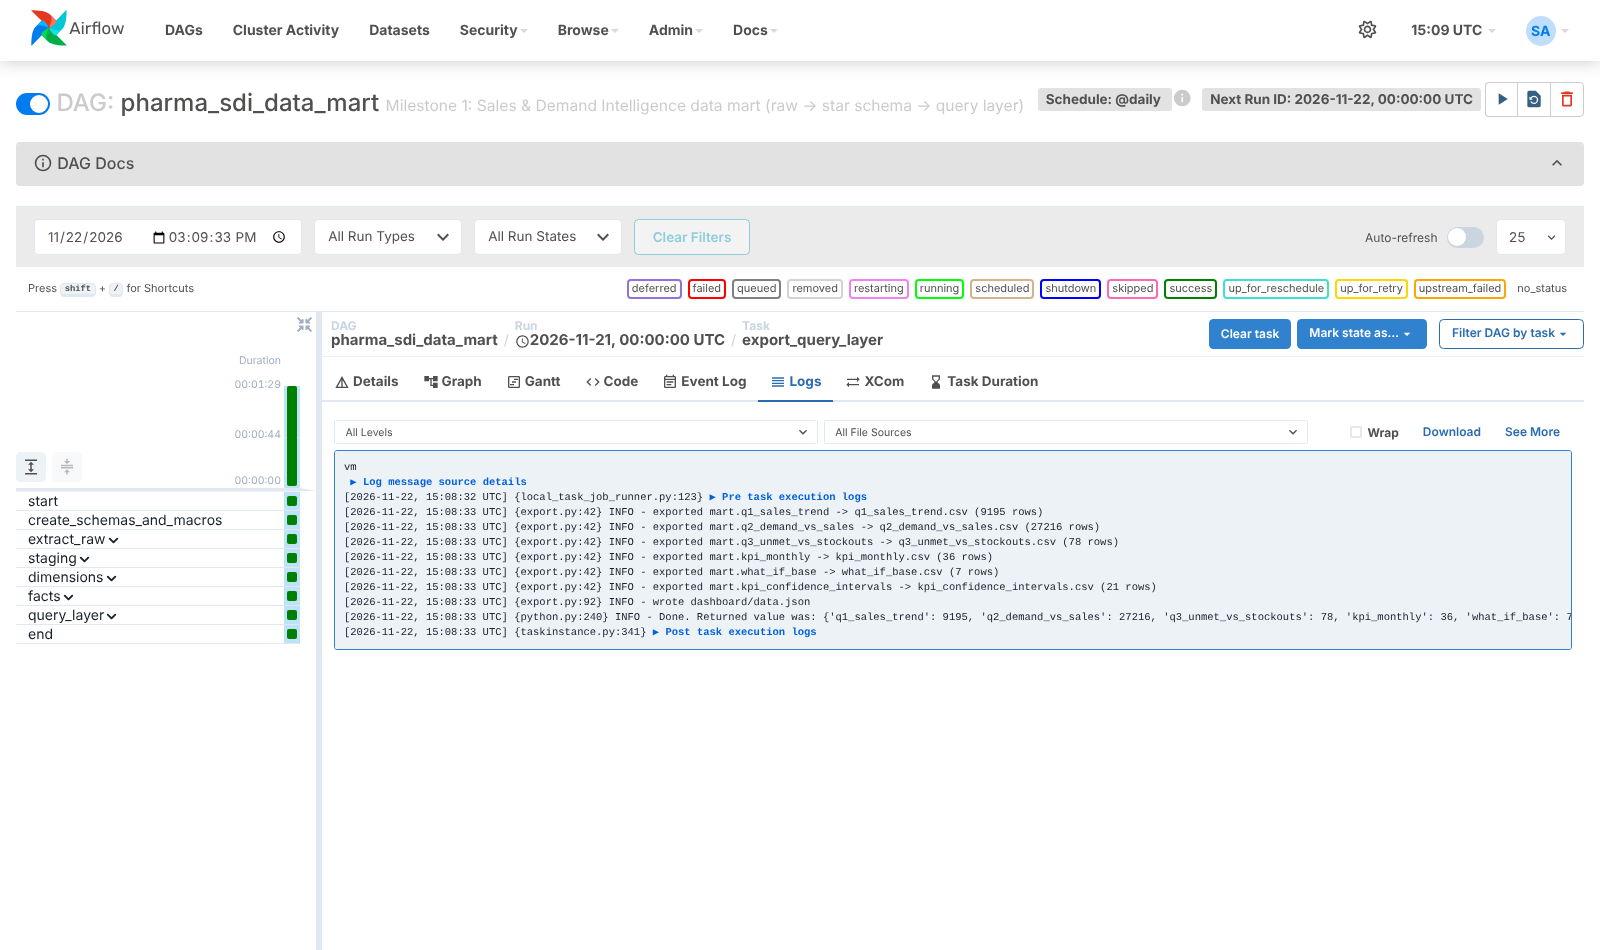 Airflow DAGs Cluster Activity Datasets Security Browse Admin Docs 15:09 UTC SA
DAG: pharma_sdi_data_mart Milestone 1: Sales & Demand Intelligence data mart (raw → star schema → query layer) Schedule: @daily Next Run ID: 2026-11-22, 00:00:00 UTC
DAG Docs
11/22/2026 03:09:33 PM All Run Types All Run States Clear Filters Auto-refresh 25
Press shift + / for Shortcuts deferred failed queued removed restarting running scheduled shutdown skipped success up_for_reschedule up_for_retry upstream_failed no_status
Duration
00:01:29
00:00:44
00:00:00
start
create_schemas_and_macros
extract_raw
staging
dimensions
facts
query_layer
end
DAG Run Task
pharma_sdi_data_mart / 2026-11-21, 00:00:00 UTC / export_query_layer
Clear task Mark state as... Filter DAG by task
Details Graph Gantt Code Event Log Logs XCom Task Duration
All Levels All File Sources Wrap Download See More
vm
▶ Log message source details
[2026-11-22, 15:08:32 UTC] {local_task_job_runner.py:123} ▶ Pre task execution logs
[2026-11-22, 15:08:33 UTC] {export.py:42} INFO - exported mart.q1_sales_trend -> q1_sales_trend.csv (9195 rows)
[2026-11-22, 15:08:33 UTC] {export.py:42} INFO - exported mart.q2_demand_vs_sales -> q2_demand_vs_sales.csv (27216 rows)
[2026-11-22, 15:08:33 UTC] {export.py:42} INFO - exported mart.q3_unmet_vs_stockouts -> q3_unmet_vs_stockouts.csv (78 rows)
[2026-11-22, 15:08:33 UTC] {export.py:42} INFO - exported mart.kpi_monthly -> kpi_monthly.csv (36 rows)
[2026-11-22, 15:08:33 UTC] {export.py:42} INFO - exported mart.what_if_base -> what_if_base.csv (7 rows)
[2026-11-22, 15:08:33 UTC] {export.py:42} INFO - exported mart.kpi_confidence_intervals -> kpi_confidence_intervals.csv (21 rows)
[2026-11-22, 15:08:33 UTC] {export.py:92} INFO - wrote dashboard/data.json
[2026-11-22, 15:08:33 UTC] {python.py:240} INFO - Done. Returned value was: {'q1_sales_trend': 9195, 'q2_demand_vs_sales': 27216, 'q3_unmet_vs_stockouts': 78, 'kpi_monthly': 36, 'what_if_base': 7
[2026-11-22, 15:08:33 UTC] {taskinstance.py:341} ▶ Post task execution logs